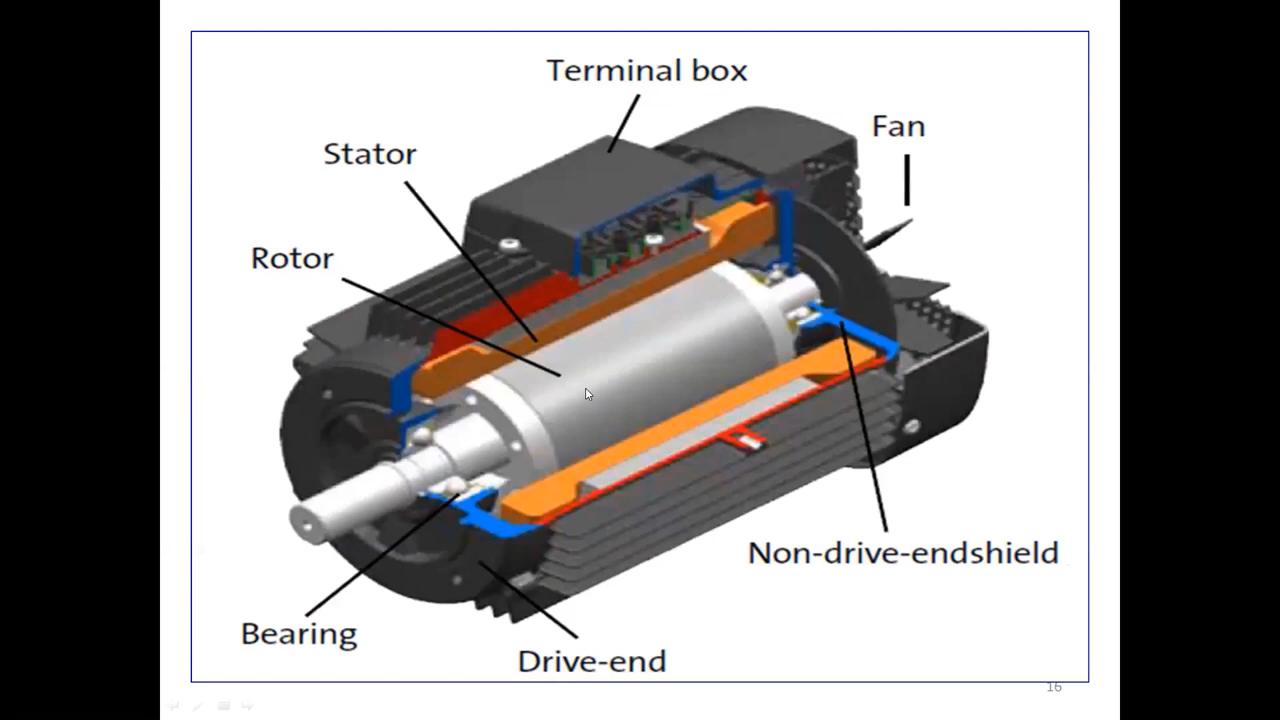 Terminal box
Fan
Stator
Rotor
Non-drive-endshield
Bearing
Drive-end
16